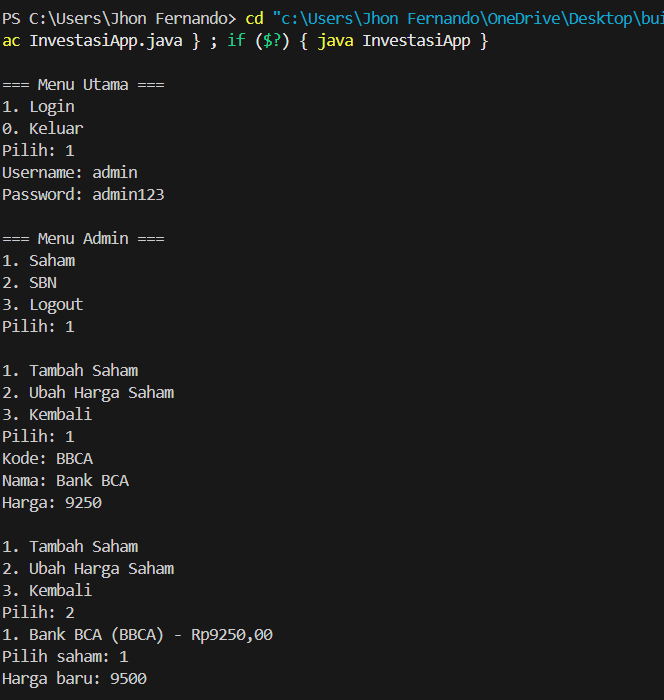 PS C:\Users\Jhon Fernando> cd "c:\Users\Jhon Fernando\OneDrive\Desktop\bui
ac InvestasiApp.java } ; if ($?) { java InvestasiApp }
=== Menu Utama ===
1. Login
0. Keluar
Pilih: 1
Username: admin
Password: admin123
=== Menu Admin ===
1. Saham
2. SBN
3. Logout
Pilih: 1
1. Tambah Saham
2. Ubah Harga Saham
3. Kembali
Pilih: 1
Kode: BBCA
Nama: Bank BCA
Harga: 9250
1. Tambah Saham
2. Ubah Harga Saham
3. Kembali
Pilih: 2
1. Bank BCA (BBCA) - Rp9250,00
Pilih saham: 1
Harga baru: 9500